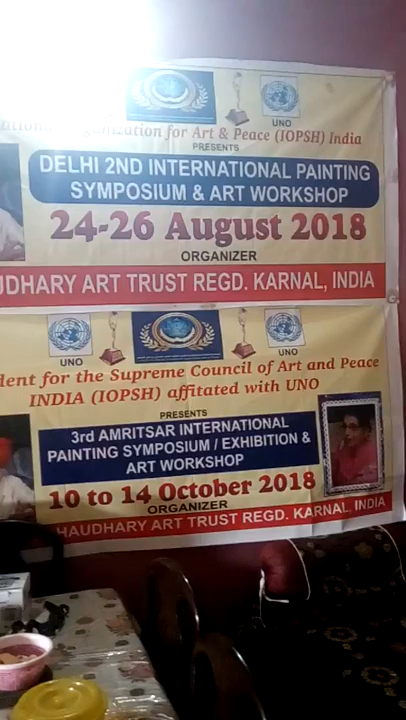 UNO
Organization for Art & Peace (IOPSH) India
PRESENTS
DELHI 2ND INTERNATIONAL PAINTING
SYMPOSIUM & ART WORKSHOP
24-26 August 2018
ORGANIZER
UDHARY ART TRUST REGD. KARNAL, INDIA
UNO
UNO
dent for the Supreme Council of Art and Peace
INDIA (IOPSH) affitated with UNO
PRESENTS
3rd AMRITSAR INTERNATIONAL
PAINTING SYMPOSIUM / EXHIBITION &
ART WORKSHOP
10 to 14 October 2018
ORGANIZER
HAUDHARY ART TRUST REGD. KARNAL, INDIA